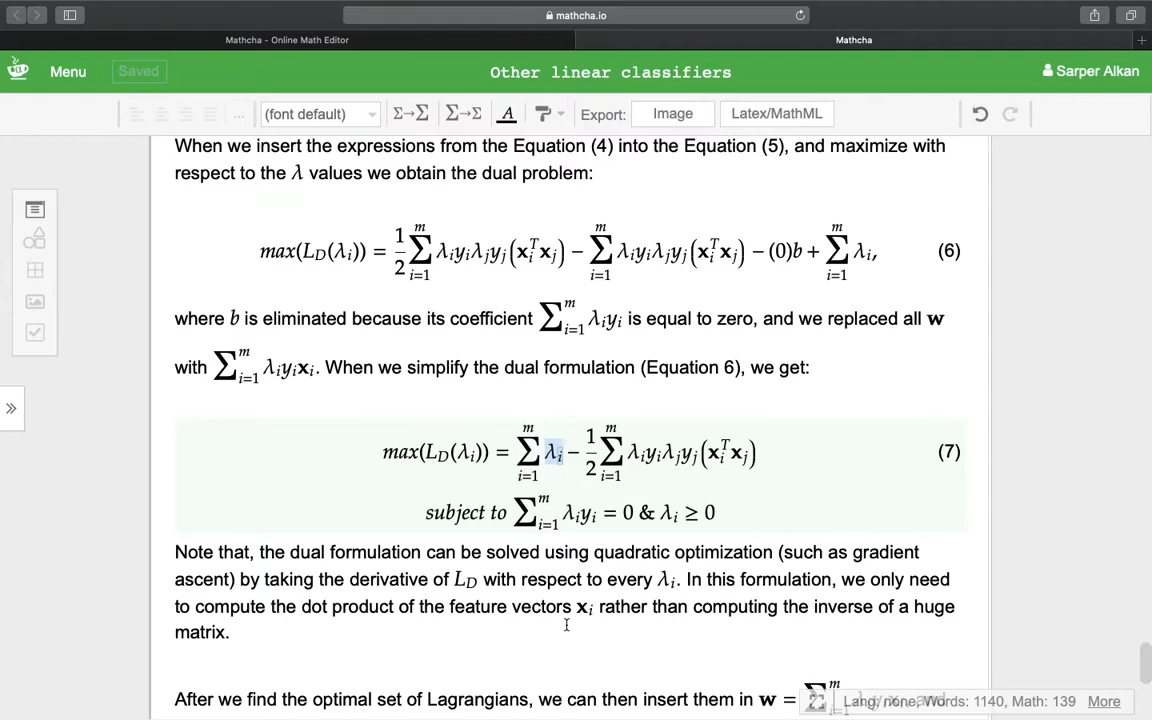 mathcha.io
Mathcha - Online Math Editor
Mathcha
Menu
Saved
Other linear classifiers
Sarper Alkan
... (font default) Σ→∑ Σ→∑ A Export: Image Latex/MathML
When we insert the expressions from the Equation (4) into the Equation (5), and maximize with
respect to the λ values we obtain the dual problem:
max(L_D(λ_i)) = 1/2 ∑_{i=1}^{m} λ_i y_i λ_j y_j (x_i^T x_j) − ∑_{i=1}^{m} λ_i y_i λ_j y_j (x_i^T x_j) − (0)b + ∑_{i=1}^{m} λ_i, (6)
where b is eliminated because its coefficient ∑_{i=1}^{m} λ_i y_i is equal to zero, and we replaced all w
with ∑_{i=1}^{m} λ_i y_i x_i. When we simplify the dual formulation (Equation 6), we get:
max(L_D(λ_i)) = ∑_{i=1}^{m} λ_i − 1/2 ∑_{i=1}^{m} λ_i y_i λ_j y_j (x_i^T x_j) (7)
subject to ∑_{i=1}^{m} λ_i y_i = 0 & λ_i ≥ 0
Note that, the dual formulation can be solved using quadratic optimization (such as gradient
ascent) by taking the derivative of L_D with respect to every λ_i. In this formulation, we only need
to compute the dot product of the feature vectors x_i rather than computing the inverse of a huge
matrix.
After we find the optimal set of Lagrangians, we can then insert them in w = ∑^{m}
Lang: none, Words: 1140, Math: 139 More